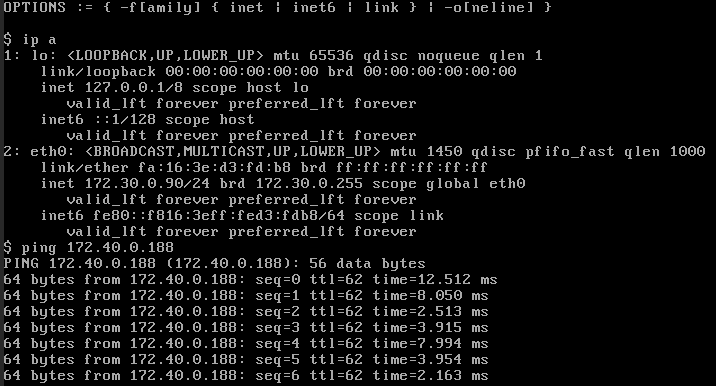 OPTIONS := { -f[amily] { inet | inet6 | link } | -o[neline] }
$ ip a
1: lo: <LOOPBACK,UP,LOWER_UP> mtu 65536 qdisc noqueue qlen 1
link/loopback 00:00:00:00:00:00 brd 00:00:00:00:00:00
inet 127.0.0.1/8 scope host lo
valid_lft forever preferred_lft forever
inet6 ::1/128 scope host
valid_lft forever preferred_lft forever
2: eth0: <BROADCAST,MULTICAST,UP,LOWER_UP> mtu 1450 qdisc pfifo_fast qlen 1000
link/ether fa:16:3e:d3:fd:b8 brd ff:ff:ff:ff:ff:ff
inet 172.30.0.90/24 brd 172.30.0.255 scope global eth0
valid_lft forever preferred_lft forever
inet6 fe80::f816:3eff:fed3:fdb8/64 scope link
valid_lft forever preferred_lft forever
$ ping 172.40.0.188
PING 172.40.0.188 (172.40.0.188): 56 data bytes
64 bytes from 172.40.0.188: seq=0 ttl=62 time=12.512 ms
64 bytes from 172.40.0.188: seq=1 ttl=62 time=8.050 ms
64 bytes from 172.40.0.188: seq=2 ttl=62 time=2.513 ms
64 bytes from 172.40.0.188: seq=3 ttl=62 time=3.915 ms
64 bytes from 172.40.0.188: seq=4 ttl=62 time=7.994 ms
64 bytes from 172.40.0.188: seq=5 ttl=62 time=3.954 ms
64 bytes from 172.40.0.188: seq=6 ttl=62 time=2.163 ms